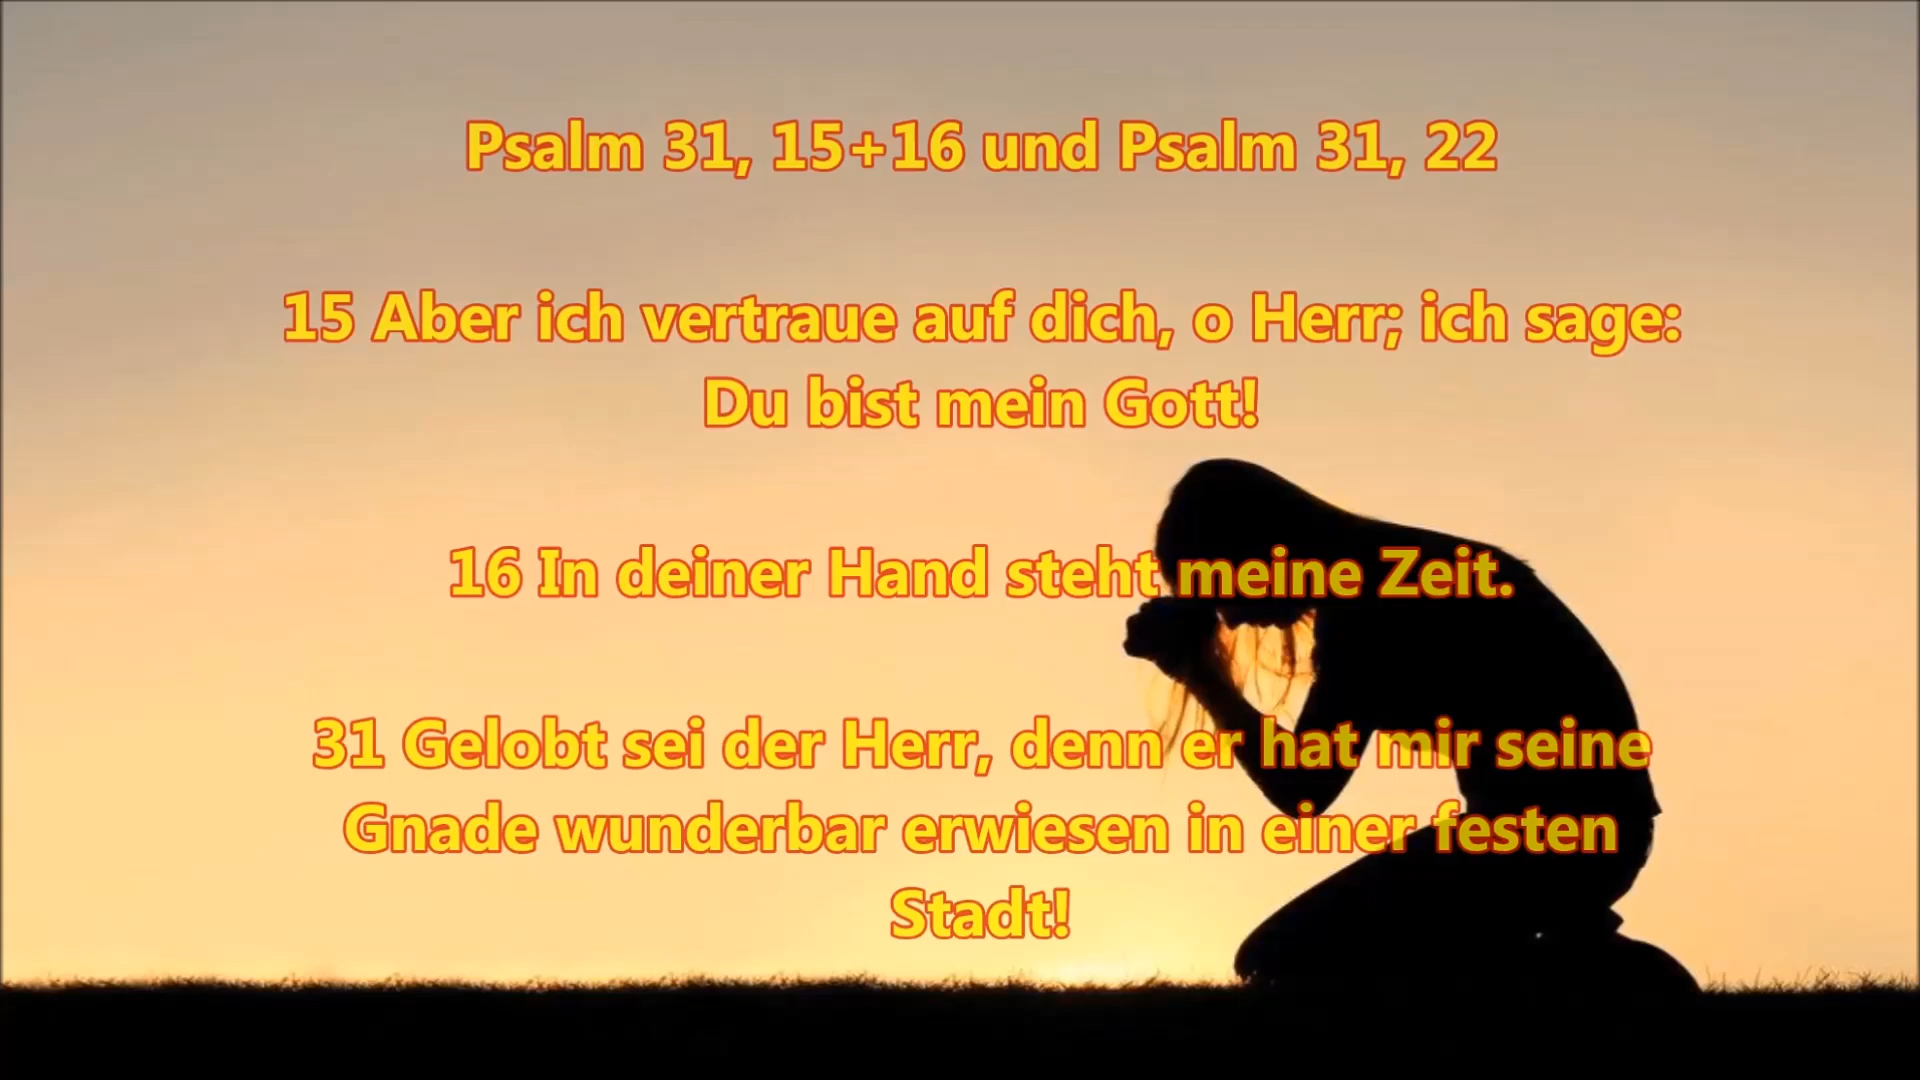 Psalm 31, 15+16 und Psalm 31, 22
15 Aber ich vertraue auf dich, o Herr; ich sage:
Du bist mein Gott!
16 In deiner Hand steht meine Zeit.
31 Gelobt sei der Herr, denn er hat mir seine
Gnade wunderbar erwiesen in einer festen
Stadt!